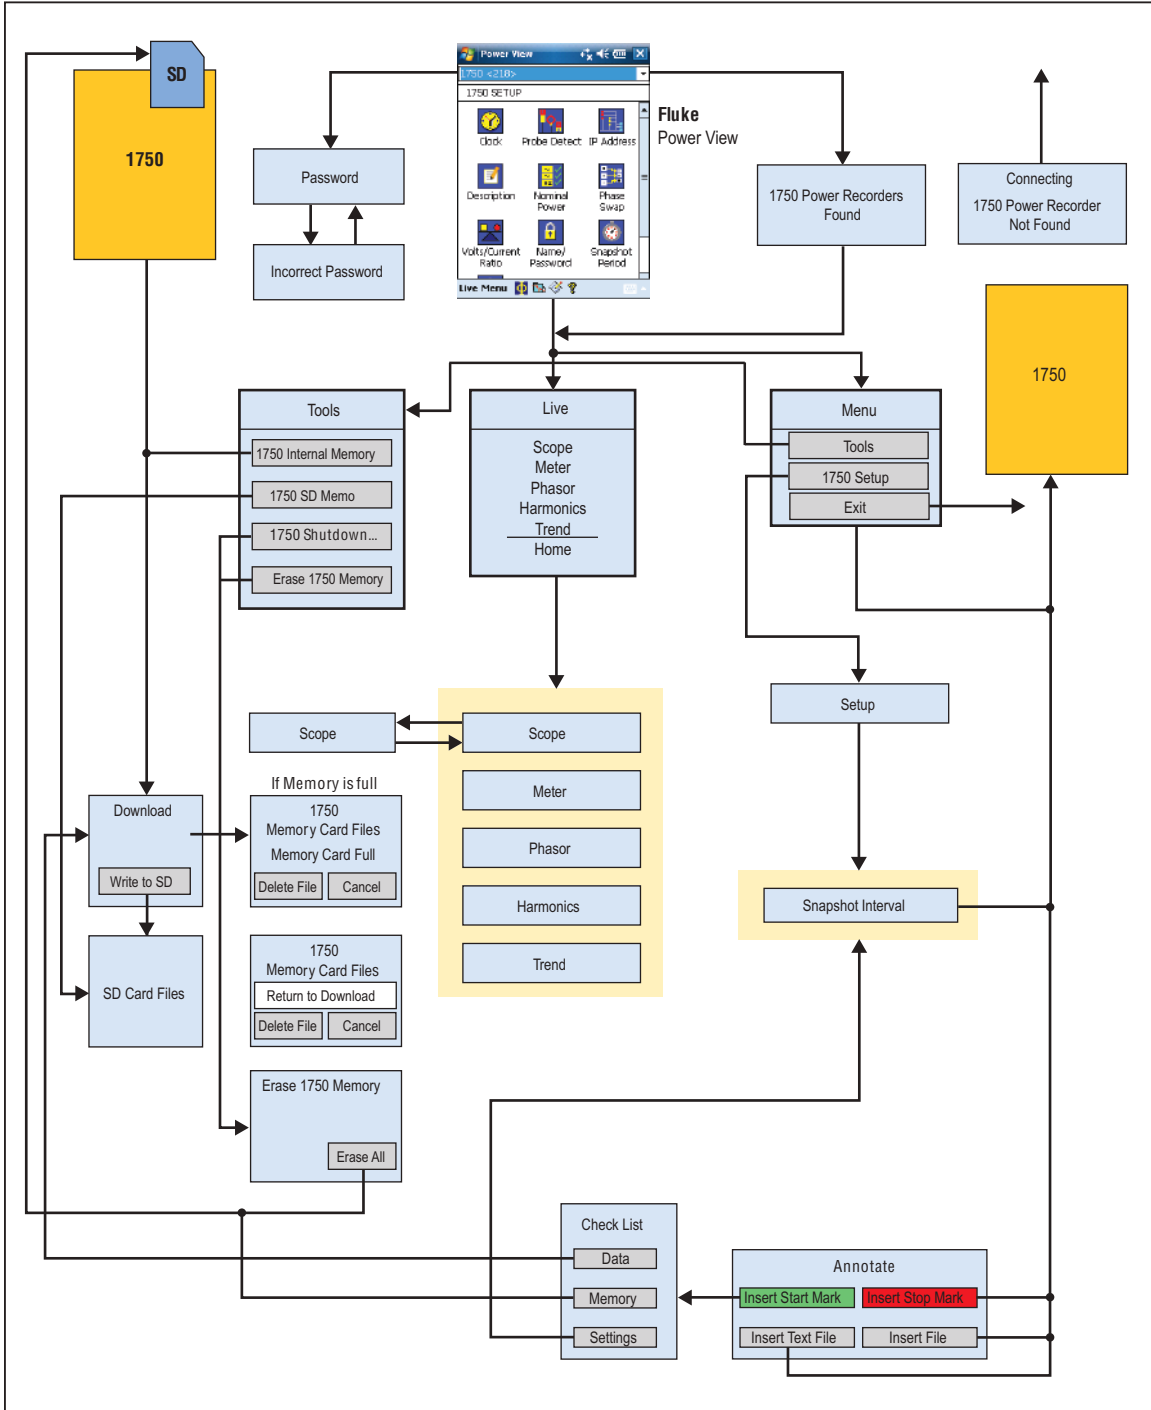 SD
1750
Power View
1750 <218>
1750 SETUP
Clock
Probe Detect
IP Address
Description
Nominal
Power
Phase
Swap
Volts/Current
Ratio
Name/
Password
Snapshot
Period
Live Menu
Fluke
Power View
Password
Incorrect Password
1750 Power Recorders
Found
Connecting
1750 Power Recorder
Not Found
1750
Tools
1750 Internal Memory
1750 SD Memo
1750 Shutdown...
Erase 1750 Memory
Live
Scope
Meter
Phasor
Harmonics
Trend
Home
Menu
Tools
1750 Setup
Exit
Setup
Snapshot Interval
Scope
Scope
Meter
Phasor
Harmonics
Trend
If Memory is full
1750
Memory Card Files
Memory Card Full
Delete File
Cancel
Download
Write to SD
SD Card Files
1750
Memory Card Files
Return to Download
Delete File
Cancel
Erase 1750 Memory
Erase All
Check List
Data
Memory
Settings
Annotate
Insert Start Mark
Insert Stop Mark
Insert Text File
Insert File